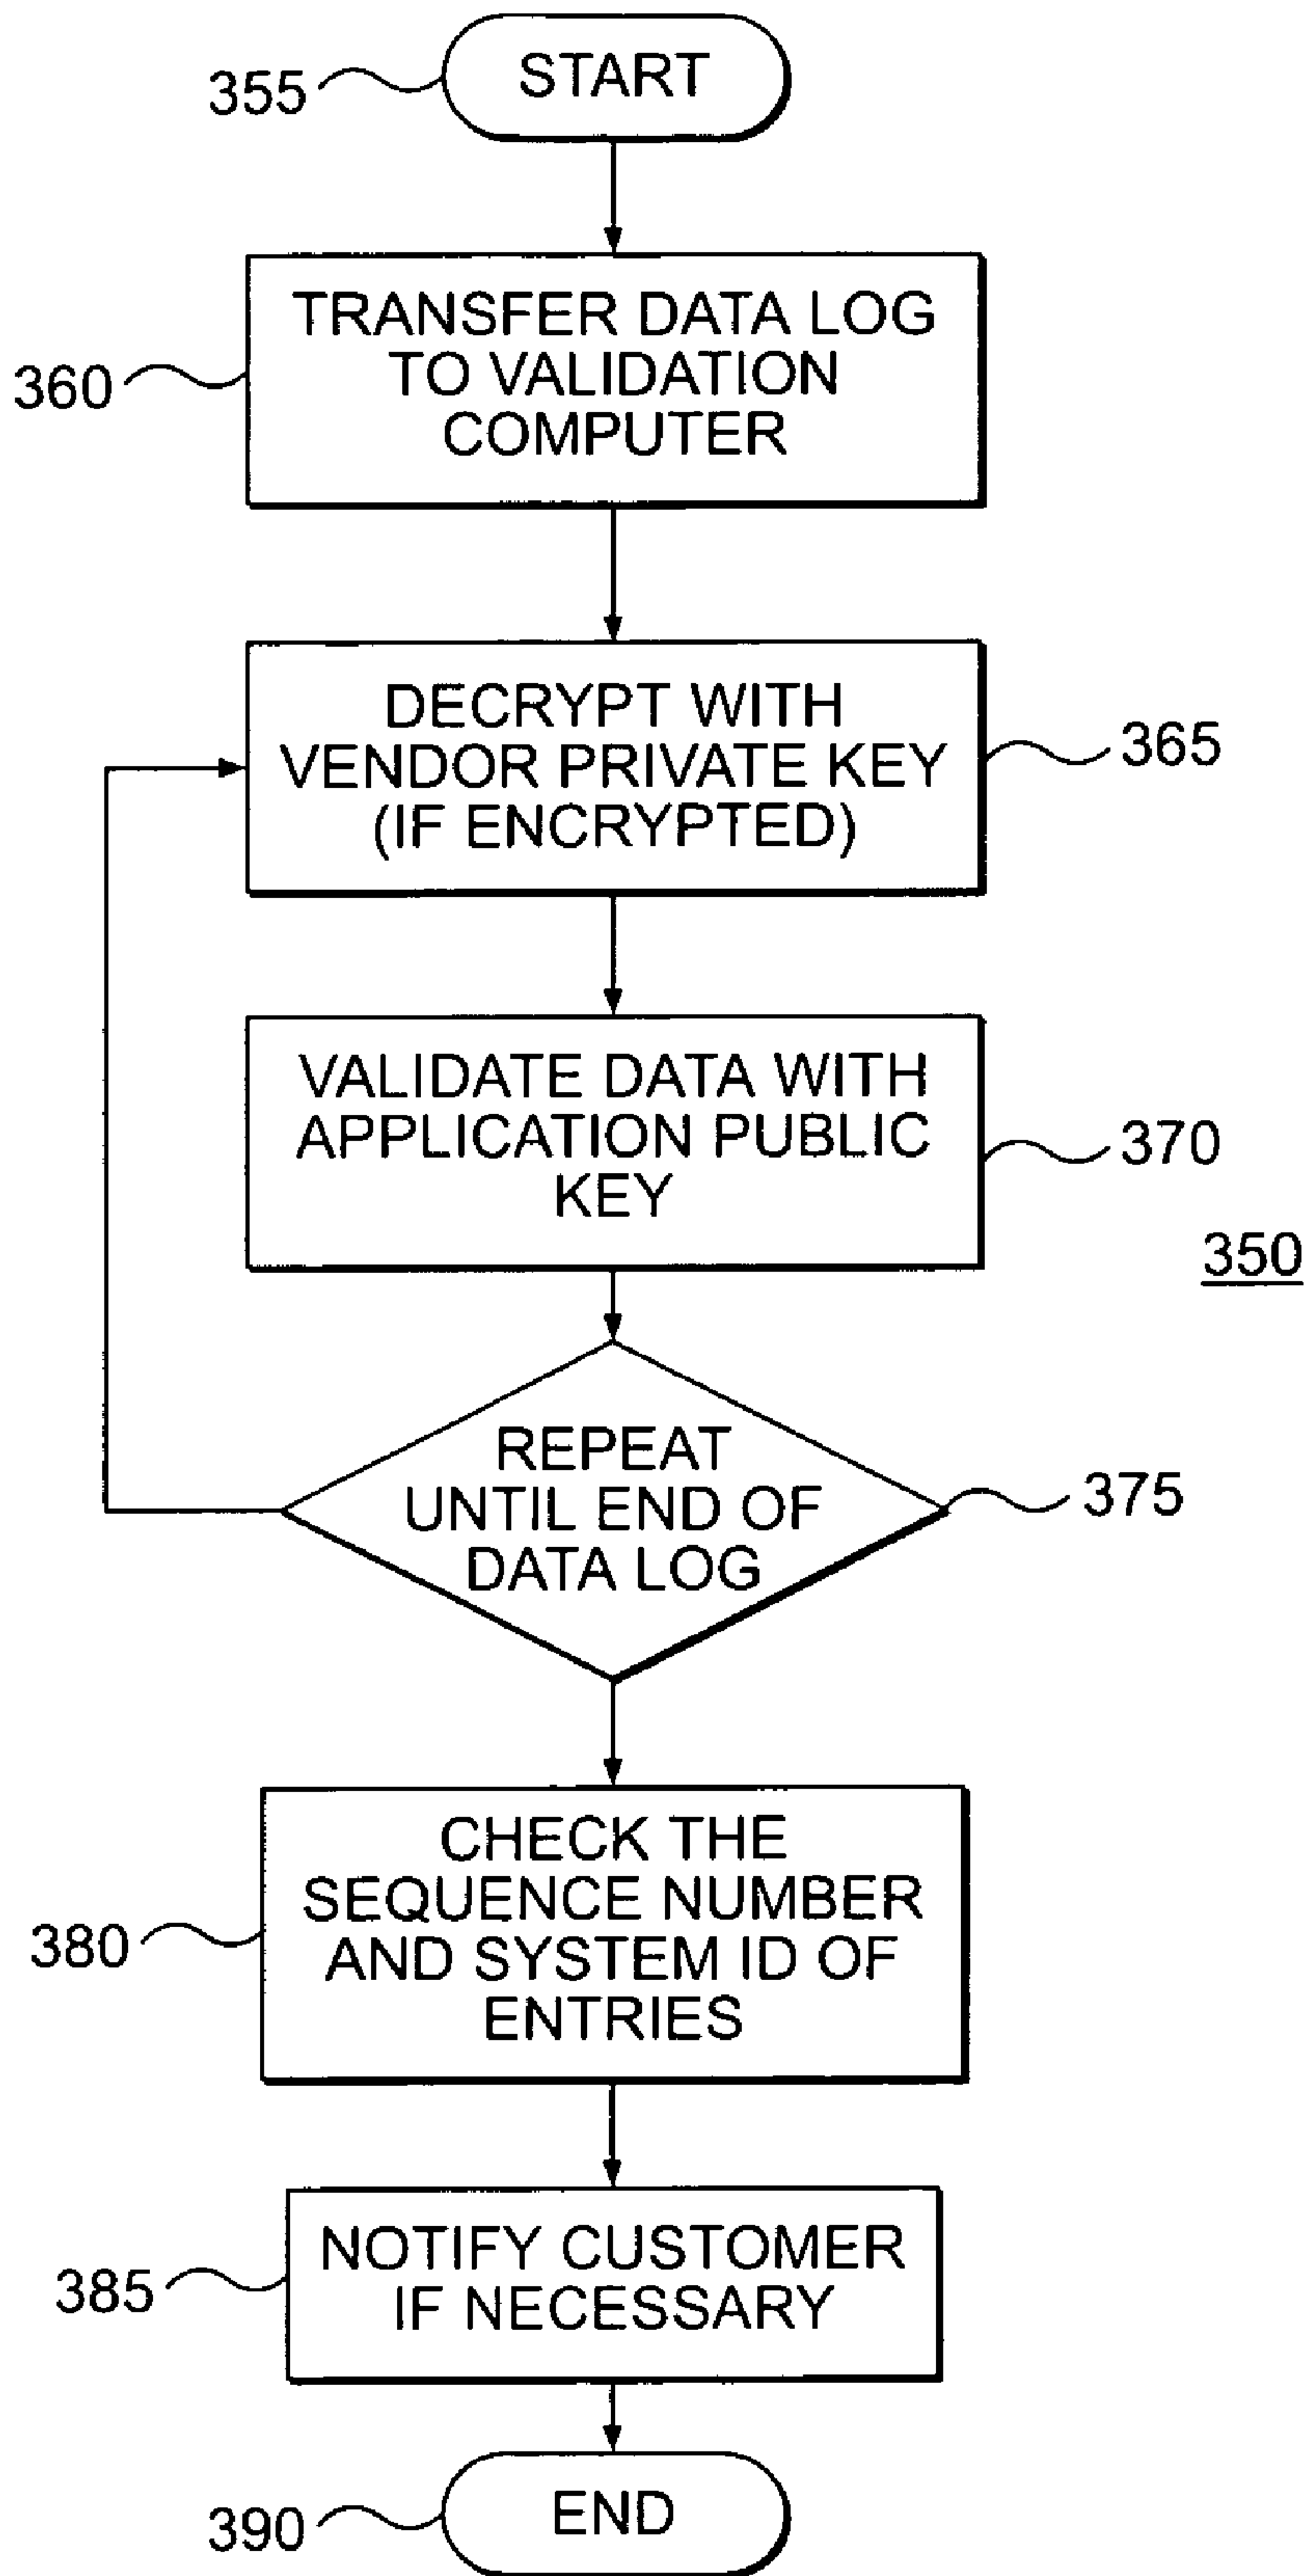 START
355
TRANSFER DATA LOG
TO VALIDATION
COMPUTER
360
DECRYPT WITH
VENDOR PRIVATE KEY
(IF ENCRYPTED)
365
VALIDATE DATA WITH
APPLICATION PUBLIC
KEY
370
350
REPEAT
UNTIL END OF
DATA LOG
375
CHECK THE
SEQUENCE NUMBER
AND SYSTEM ID OF
ENTRIES
380
NOTIFY CUSTOMER
IF NECESSARY
385
END
390